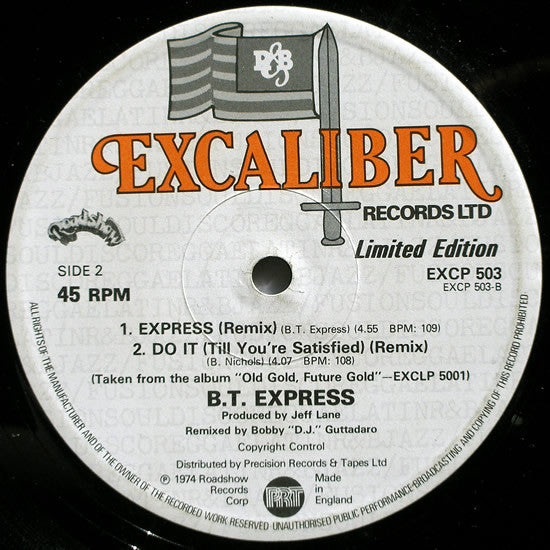 D&B
EXCALIBER
RECORDS LTD
Roadshow
Limited Edition
SIDE 2
EXCP 503
EXCP 503-B
45 RPM
1. EXPRESS (Remix) (B.T. Express) (4.55 BPM: 109)
2. DO IT (Till You're Satisfied) (Remix)
(B. Nichols) (4.07 BPM: 108)
(Taken from the album "Old Gold, Future Gold"--EXCLP 5001)
B.T. EXPRESS
Produced by Jeff Lane
Remixed by Bobby "D.J." Guttadaro
Copyright Control
Distributed by Precision Records & Tapes Ltd
℗ 1974 Roadshow Records Corp
PRT
Made in England
ALL RIGHTS OF THE MANUFACTURER AND OF THE OWNER OF THE RECORDED WORK RESERVED·UNAUTHORISED PUBLIC PERFORMANCE·BROADCASTING AND COPYING OF THIS RECORD PROHIBITED